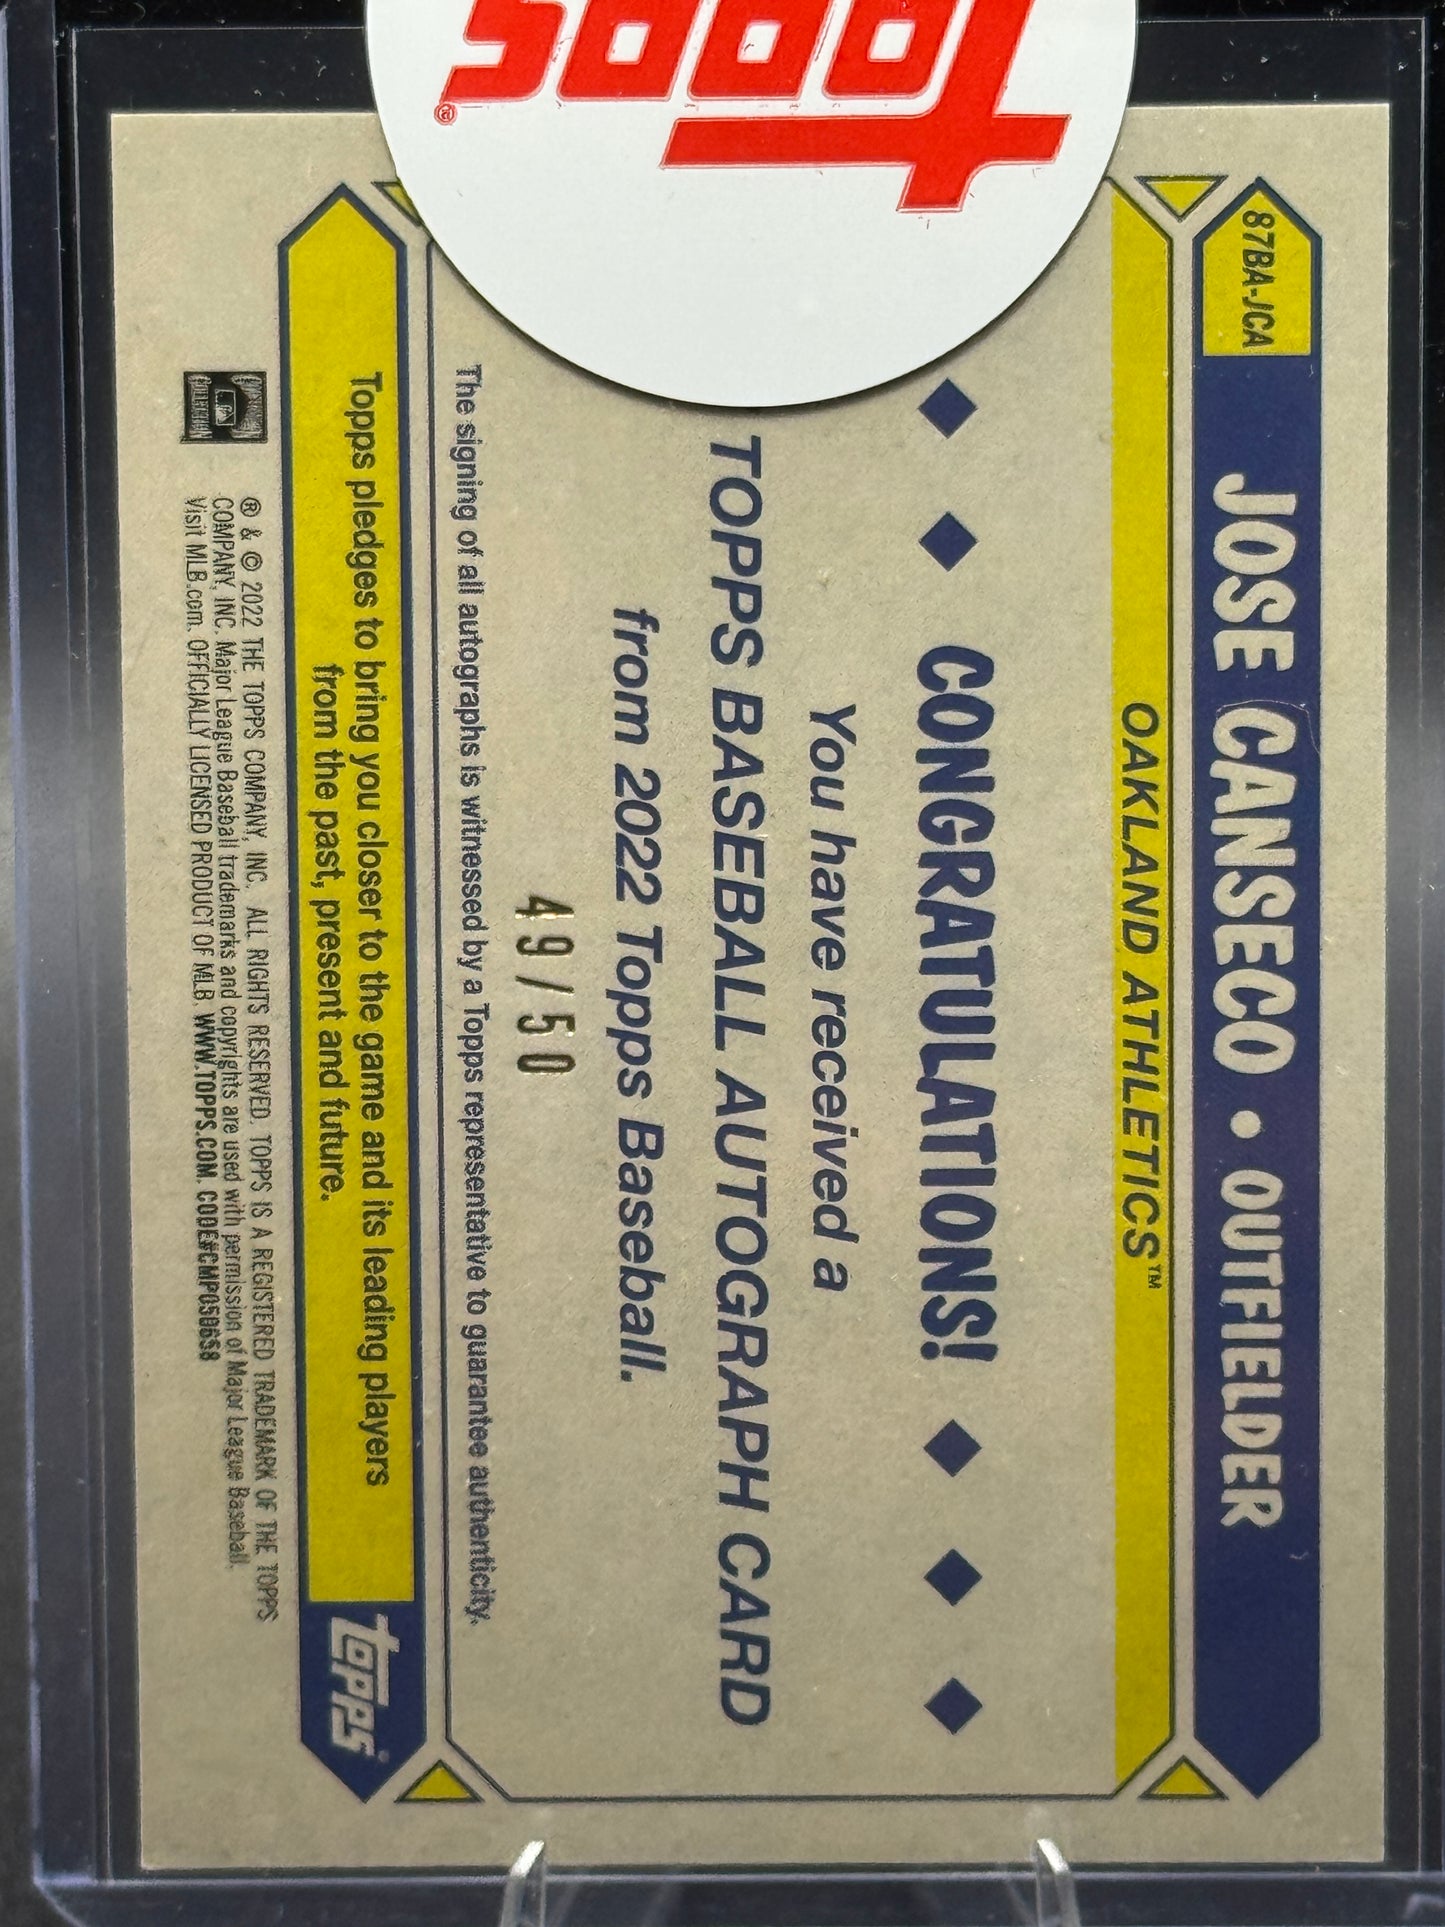 topps®
87BA-JCA
JOSE CANSECO • OUTFIELDER
OAKLAND ATHLETICS™
CONGRATULATIONS!
You have received a
TOPPS BASEBALL AUTOGRAPH CARD
from 2022 Topps Baseball.
49/50
The signing of all autographs is witnessed by a Topps representative to guarantee authenticity.
Topps pledges to bring you closer to the game and its leading players
from the past, present and future.
topps®
® & © 2022 THE TOPPS COMPANY, INC. ALL RIGHTS RESERVED. TOPPS IS A REGISTERED TRADEMARK OF THE TOPPS
COMPANY, INC. Major League Baseball trademarks and copyrights are used with permission of Major League Baseball.
Visit MLB.com. OFFICIALLY LICENSED PRODUCT OF MLB. WWW.TOPPS.COM. CODE#CMP050658
COLLECTION